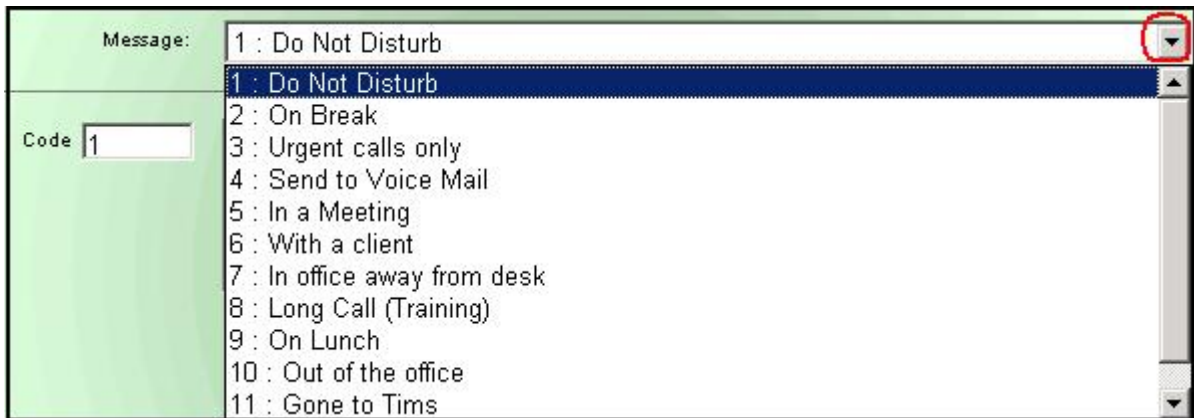 Message: 1 : Do Not Disturb
1 : Do Not Disturb
2 : On Break
Code 1
3 : Urgent calls only
4 : Send to Voice Mail
5 : In a Meeting
6 : With a client
7 : In office away from desk
8 : Long Call (Training)
9 : On Lunch
10 : Out of the office
11 : Gone to Tims